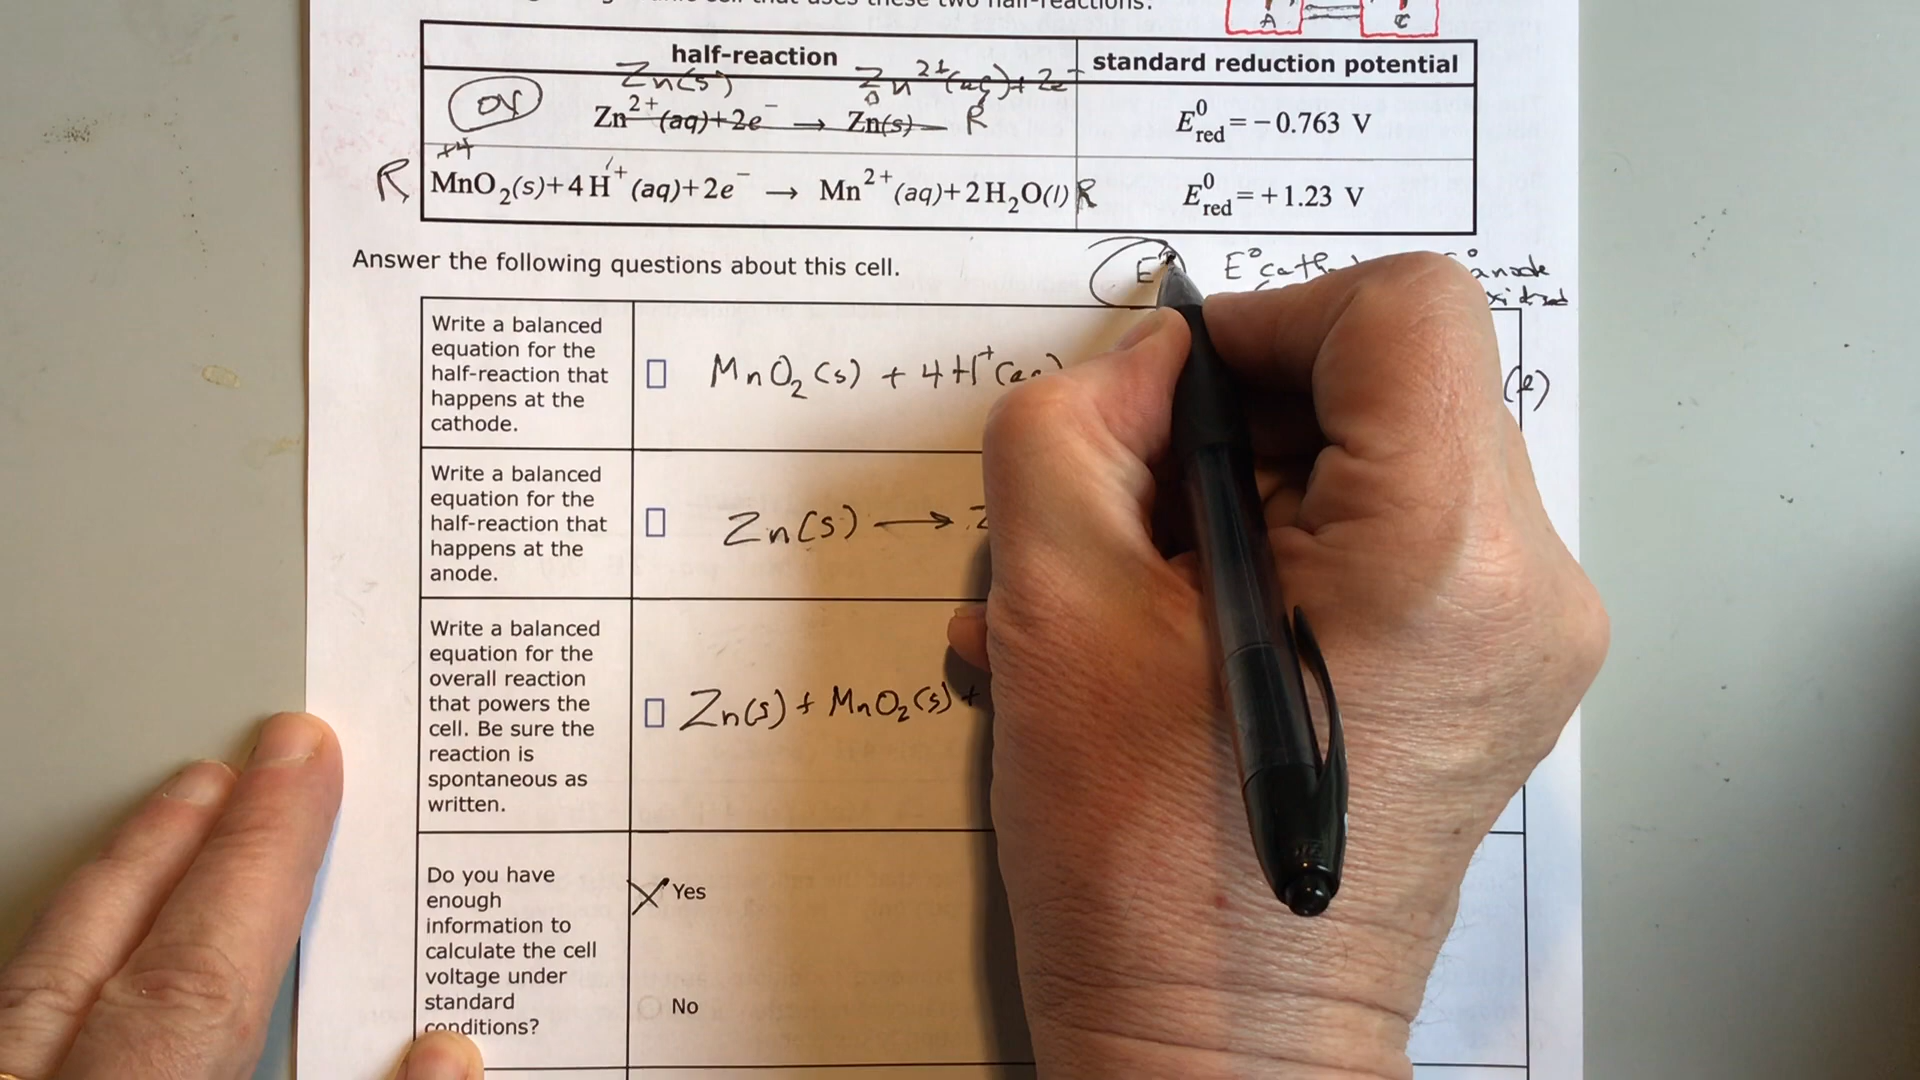 A C
half-reaction standard reduction potential
Zn(s) Zn²⁺(aq) + 2e⁻
ox Zn²⁺(aq)+2e⁻ → Zn(s) R E⁰red = −0.763 V
+4
R MnO₂(s)+4H⁺(aq)+2e⁻ → Mn²⁺(aq)+2H₂O(l) R E⁰red = +1.23 V
Answer the following questions about this cell. E° E°cath anode
Write a balanced equation for the half-reaction that happens at the cathode.
MnO₂(s) + 4H⁺(aq) (l)
Write a balanced equation for the half-reaction that happens at the anode.
Zn(s) →
Write a balanced equation for the overall reaction that powers the cell. Be sure the reaction is spontaneous as written.
Zn(s) + MnO₂(s) +
Do you have enough information to calculate the cell voltage under standard conditions?
Yes
No